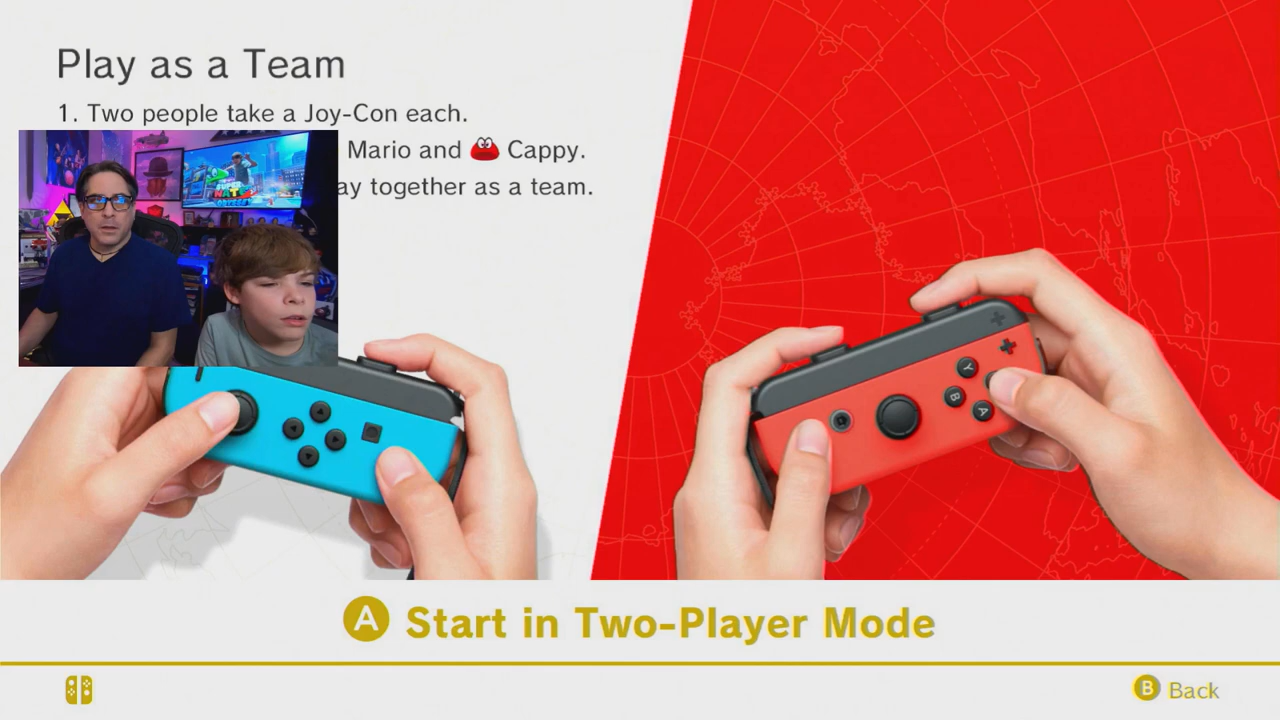 Play as a Team
1. Two people take a Joy-Con each.
Mario and Cappy.
ay together as a team.
Y
B
A
A Start in Two-Player Mode
B Back